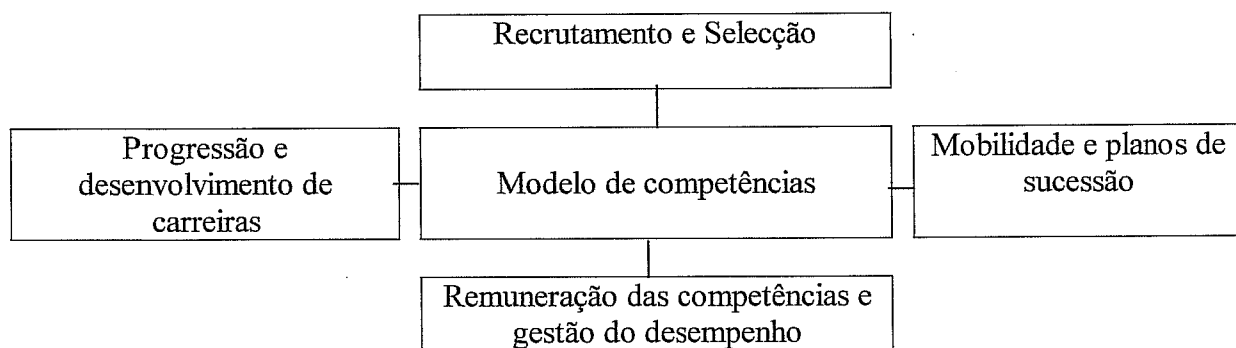 Recrutamento e Selecção
Progressão e
desenvolvimento de
carreiras
Modelo de competências
Mobilidade e planos de
sucessão
Remuneração das competências e
gestão do desempenho